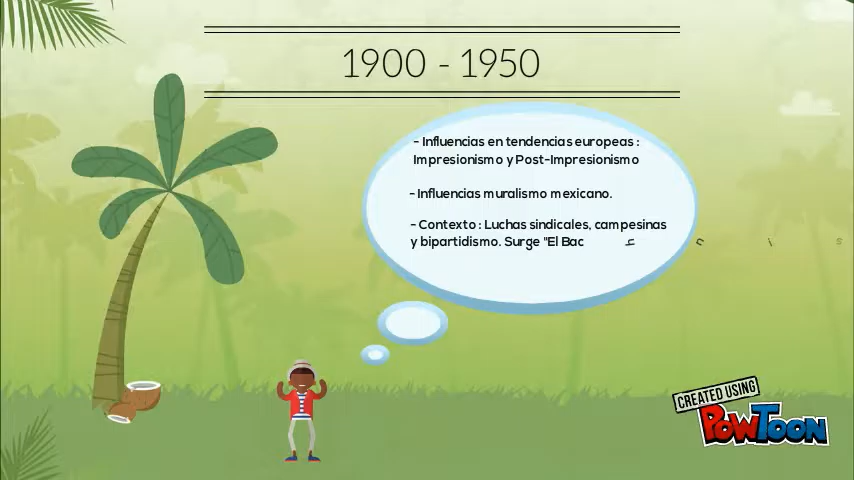 1900 - 1950
- Influencias en tendencias europeas :
Impresionismo y Post-Impresionismo
- Influencias muralismo mexicano.
- Contexto : Luchas sindicales, campesinas
y bipartidismo. Surge "El Bac
CREATED USING
POWTOON